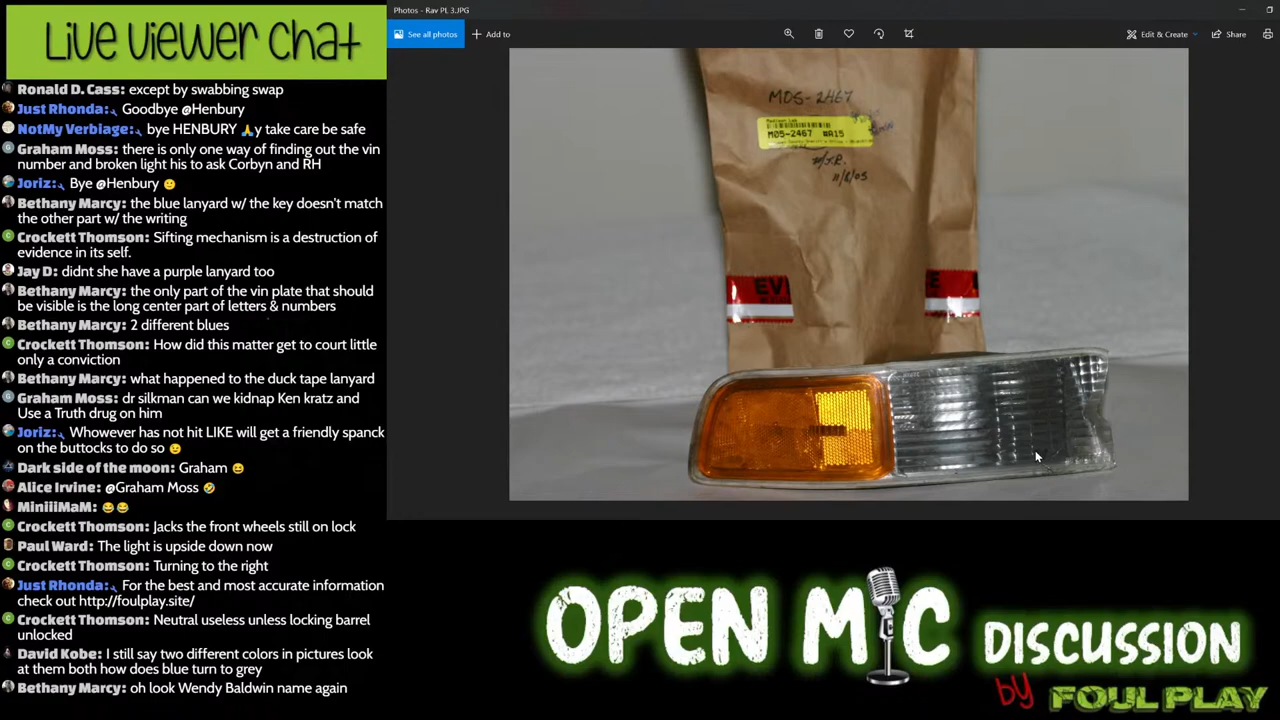 Live Viewer Chat
Ronald D. Cass: except by swabbing swap
Just Rhonda: Goodbye @Henbury
NotMy Verbiage: bye HENBURY 🙏y take care be safe
Graham Moss: there is only one way of finding out the vin
number and broken light his to ask Corbyn and RH
Joriz: Bye @Henbury 🙂
Bethany Marcy: the blue lanyard w/ the key doesn't match
the other part w/ the writing
Crockett Thomson: Sifting mechanism is a destruction of
evidence in its self.
Jay D: didnt she have a purple lanyard too
Bethany Marcy: the only part of the vin plate that should
be visible is the long center part of letters & numbers
Bethany Marcy: 2 different blues
Crockett Thomson: How did this matter get to court little
only a conviction
Bethany Marcy: what happened to the duck tape lanyard
Graham Moss: dr silkman can we kidnap Ken kratz and
Use a Truth drug on him
Joriz: Whowever has not hit LIKE will get a friendly spanck
on the buttocks to do so 😉
Dark side of the moon: Graham 😆
Alice Irvine: @Graham Moss 🤣
MiniiiMaM: 😂😂
Crockett Thomson: Jacks the front wheels still on lock
Paul Ward: The light is upside down now
Crockett Thomson: Turning to the right
Just Rhonda: For the best and most accurate information
check out http://foulplay.site/
Crockett Thomson: Neutral useless unless locking barrel
unlocked
David Kobe: I still say two different colors in pictures look
at them both how does blue turn to grey
Bethany Marcy: oh look Wendy Baldwin name again
Photos - Rav PL 3.JPG
See all photos
Add to
Edit & Create
Share
M05-2467
Madison Lab
M05-2467 #A15
11/8/05
EVI
OPEN MIC
DISCUSSION
by FOUL PLAY